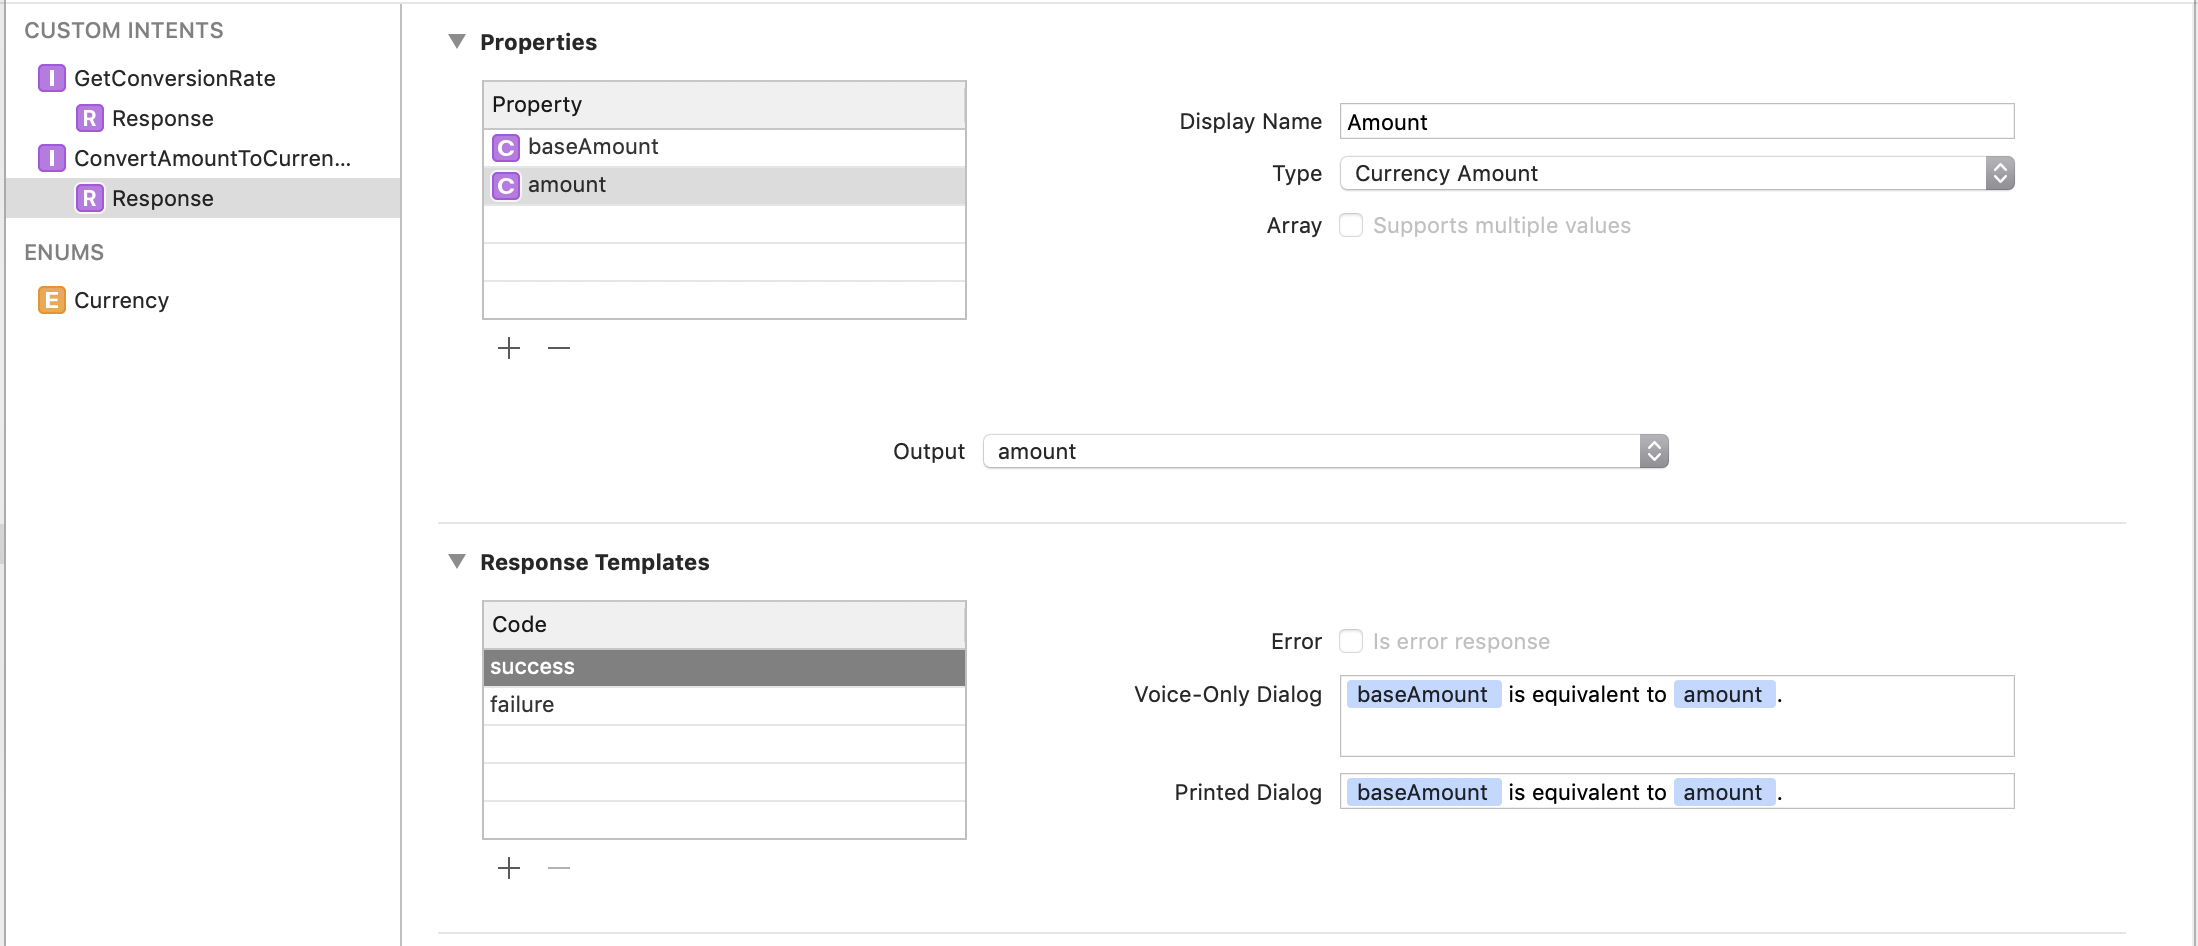 CUSTOM INTENTS
I GetConversionRate
R Response
I ConvertAmountToCurren...
R Response
ENUMS
E Currency
Properties
Property
C baseAmount
C amount
Display Name Amount
Type Currency Amount
Array Supports multiple values
Output amount
Response Templates
Code
success
failure
Error Is error response
Voice-Only Dialog baseAmount is equivalent to amount .
Printed Dialog baseAmount is equivalent to amount .